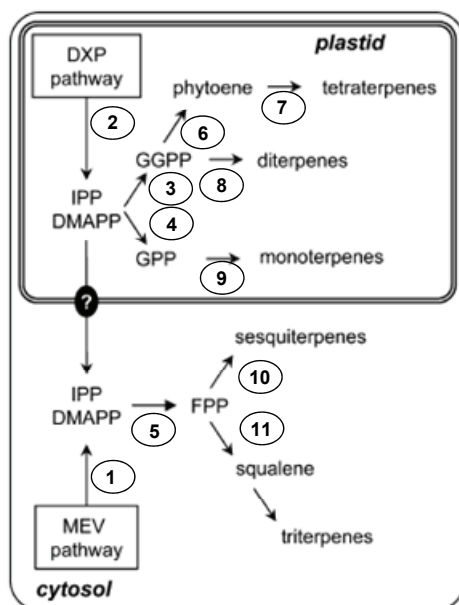 plastid
DXP
pathway
2
phytoene
7
tetraterpenes
6
GGPP
8
diterpenes
3
IPP
DMAPP
4
GPP
9
monoterpenes
?
sesquiterpenes
10
IPP
DMAPP
5
FPP
11
1
squalene
MEV
pathway
triterpenes
cytosol